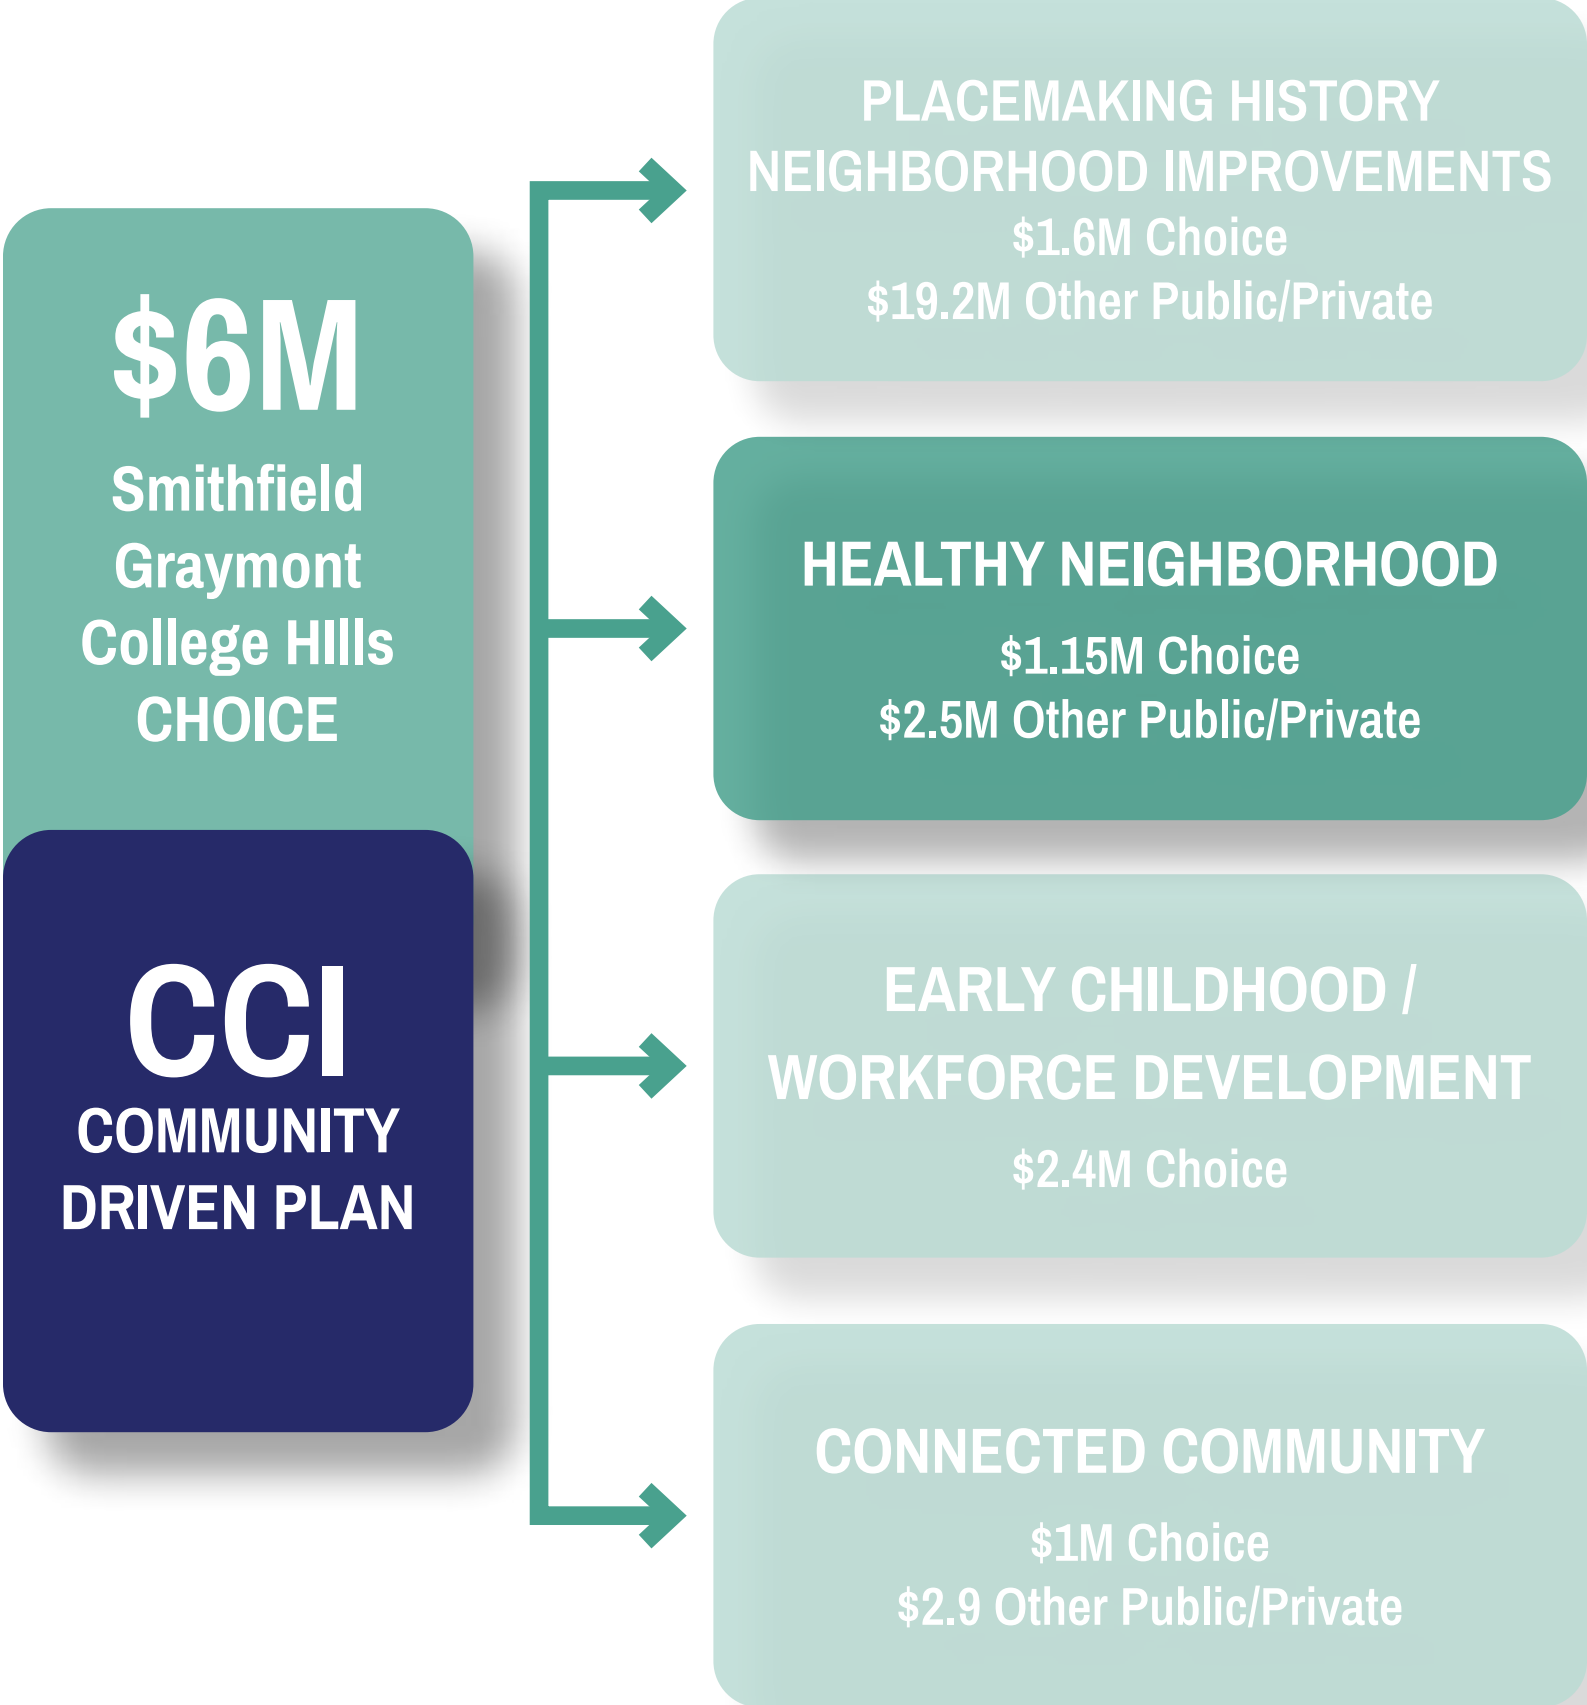 $6M
Smithfield
Graymont
College HIlls
CHOICE
CCI
COMMUNITY
DRIVEN PLAN
PLACEMAKING HISTORY
NEIGHBORHOOD IMPROVEMENTS
$1.6M Choice
$19.2M Other Public/Private
HEALTHY NEIGHBORHOOD
$1.15M Choice
$2.5M Other Public/Private
EARLY CHILDHOOD /
WORKFORCE DEVELOPMENT
$2.4M Choice
CONNECTED COMMUNITY
$1M Choice
$2.9 Other Public/Private